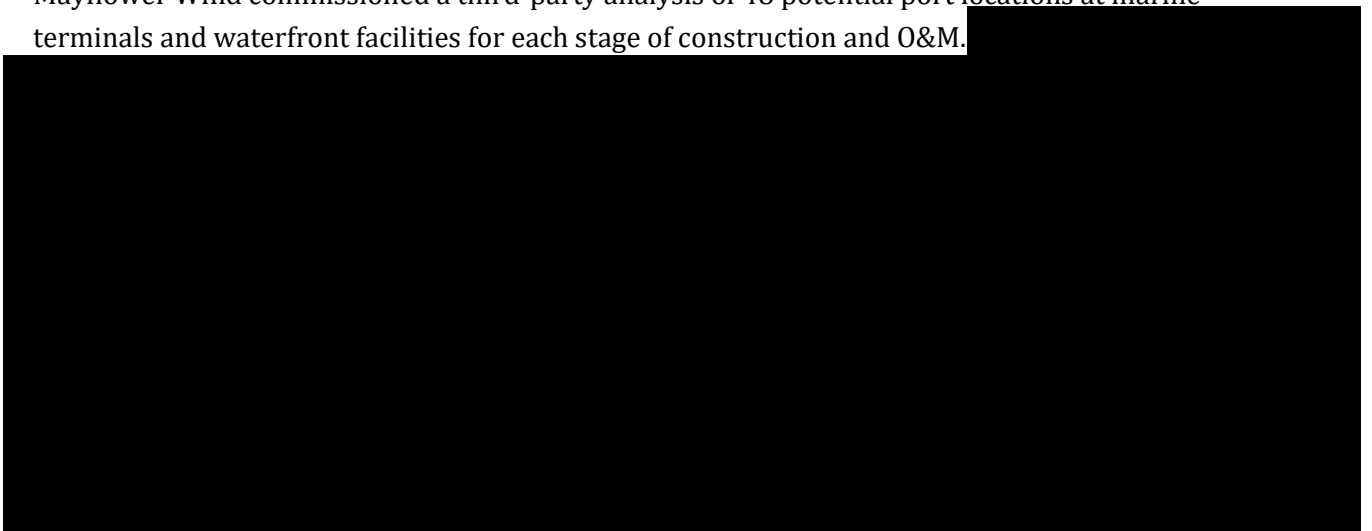 Mayflower Wind commissioned a third-party analysis of 18 potential port locations at marine
terminals and waterfront facilities for each stage of construction and O&M.